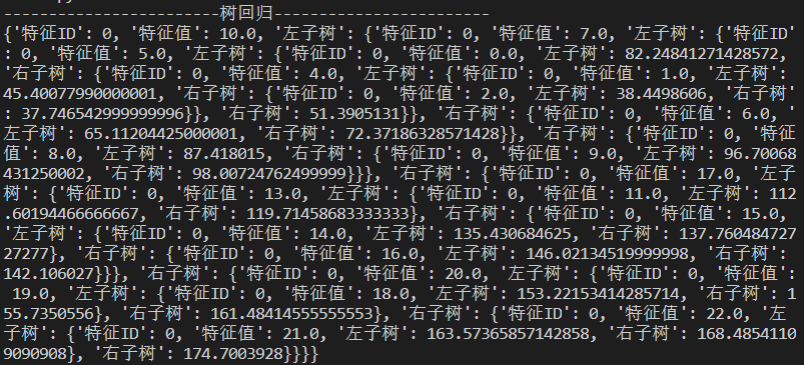 ------------------------树回归------------------------
{'特征ID': 0, '特征值': 10.0, '左子树': {'特征ID': 0, '特征值': 7.0, '左子树': {'特征ID'
: 0, '特征值': 5.0, '左子树': {'特征ID': 0, '特征值': 0.0, '左子树': 82.24841271428572,
'右子树': {'特征ID': 0, '特征值': 4.0, '左子树': {'特征ID': 0, '特征值': 1.0, '左子树':
45.40077990000001, '右子树': {'特征ID': 0, '特征值': 2.0, '左子树': 38.4498606, '右子树'
: 37.746542999999996}}, '右子树': 51.3905131}}, '右子树': {'特征ID': 0, '特征值': 6.0, '
左子树': 65.11204425000001, '右子树': 72.37186328571428}}, '右子树': {'特征ID': 0, '特征
值': 8.0, '左子树': 87.418015, '右子树': {'特征ID': 0, '特征值': 9.0, '左子树': 96.70068
431250002, '右子树': 98.00724762499999}}}, '右子树': {'特征ID': 0, '特征值': 17.0, '左子
树': {'特征ID': 0, '特征值': 13.0, '左子树': {'特征ID': 0, '特征值': 11.0, '左子树': 112
.60194466666667, '右子树': 119.71458683333333}, '右子树': {'特征ID': 0, '特征值': 15.0,
'左子树': {'特征ID': 0, '特征值': 14.0, '左子树': 135.430684625, '右子树': 137.760484727
27277}, '右子树': {'特征ID': 0, '特征值': 16.0, '左子树': 146.02134519999998, '右子树':
142.106027}}}, '右子树': {'特征ID': 0, '特征值': 20.0, '左子树': {'特征ID': 0, '特征值':
19.0, '左子树': {'特征ID': 0, '特征值': 18.0, '左子树': 153.22153414285714, '右子树': 1
55.7350556}, '右子树': 161.48414555555553}, '右子树': {'特征ID': 0, '特征值': 22.0, '左
子树': {'特征ID': 0, '特征值': 21.0, '左子树': 163.57365857142858, '右子树': 168.4854110
9090908}, '右子树': 174.7003928}}}}